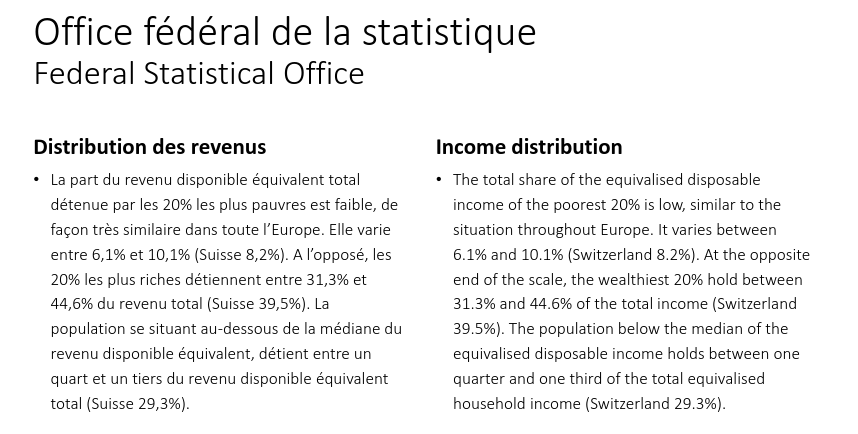 Office fédéral de la statistique
Federal Statistical Office
Distribution des revenus
• La part du revenu disponible équivalent total
détenue par les 20% les plus pauvres est faible, de
façon très similaire dans toute l’Europe. Elle varie
entre 6,1% et 10,1% (Suisse 8,2%). A l’opposé, les
20% les plus riches détiennent entre 31,3% et
44,6% du revenu total (Suisse 39,5%). La
population se situant au-dessous de la médiane du
revenu disponible équivalent, détient entre un
quart et un tiers du revenu disponible équivalent
total (Suisse 29,3%).
Income distribution
• The total share of the equivalised disposable
income of the poorest 20% is low, similar to the
situation throughout Europe. It varies between
6.1% and 10.1% (Switzerland 8.2%). At the opposite
end of the scale, the wealthiest 20% hold between
31.3% and 44.6% of the total income (Switzerland
39.5%). The population below the median of the
equivalised disposable income holds between one
quarter and one third of the total equivalised
household income (Switzerland 29.3%).